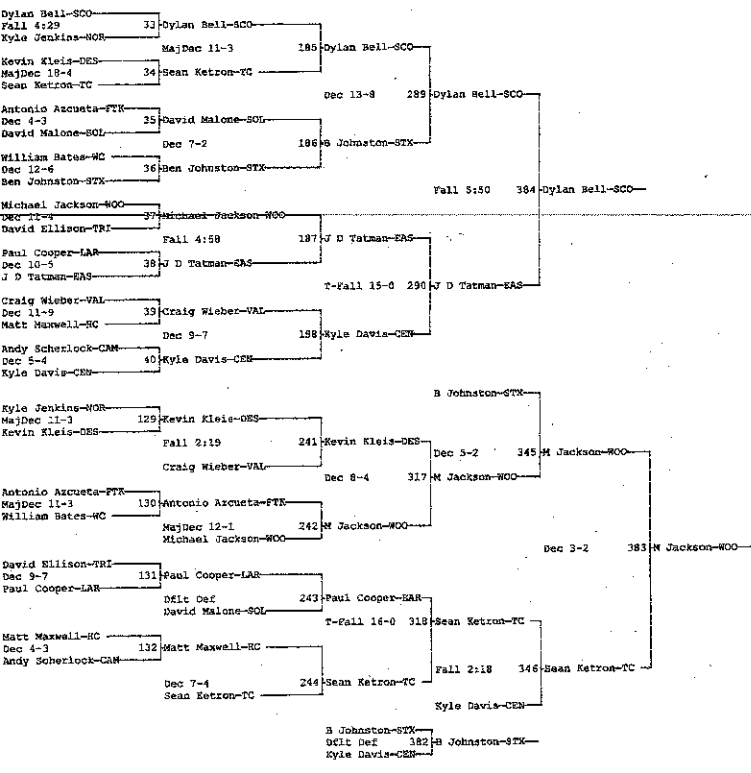 Dylan Bell-SCO
Fall 4:29 33 Dylan Bell-SCO
Kyle Jenkins-NOR
MajDec 11-3 185 Dylan Bell-SCO
Kevin Kleis-DES
MajDec 18-4 34 Sean Ketron-TC
Sean Ketron-TC
Dec 13-8 289 Dylan Bell-SCO
Antonio Azcueta-FTK
Dec 4-3 35 David Malone-SOL
David Malone-SOL
Dec 7-2 186 B Johnston-STX
William Bates-WC
Dec 12-6 36 Ben Johnston-STX
Ben Johnston-STX
Fall 5:50 384 Dylan Bell-SCO
Michael Jackson-WOO
Dec 11-4 37 Michael Jackson-WOO
David Ellison-TRI
Fall 4:58 187 J D Tatman-EAS
Paul Cooper-LAR
Dec 10-5 38 J D Tatman-EAS
J D Tatman-EAS
T-Fall 15-0 290 J D Tatman-EAS
Craig Wieber-VAL
Dec 11-9 39 Craig Wieber-VAL
Matt Maxwell-HC
Dec 9-7 188 Kyle Davis-CEN
Andy Scherlock-CAM
Dec 5-4 40 Kyle Davis-CEN
Kyle Davis-CEN
B Johnston-STX
Kyle Jenkins-NOR
MajDec 11-3 129 Kevin Kleis-DES
Kevin Kleis-DES
Fall 2:19 241 Kevin Kleis-DES
Craig Wieber-VAL
Dec 5-2 345 M Jackson-WOO
Dec 8-4 317 M Jackson-WOO
Antonio Azcueta-FTK
MajDec 11-3 130 Antonio Azcueta-FTK
William Bates-WC
MajDec 12-1 242 M Jackson-WOO
Michael Jackson-WOO
Dec 3-2 383 M Jackson-WOO
David Ellison-TRI
Dec 9-7 131 Paul Cooper-LAR
Paul Cooper-LAR
Dflt Def 243 Paul Cooper-LAR
David Malone-SOL
T-Fall 16-0 318 Sean Ketron-TC
Matt Maxwell-HC
Dec 4-3 132 Matt Maxwell-HC
Andy Scherlock-CAM
Fall 2:18 346 Sean Ketron-TC
Dec 7-4 244 Sean Ketron-TC
Sean Ketron-TC
Kyle Davis-CEN
B Johnston-STX
Dflt Def 382 B Johnston-STX
Kyle Davis-CEN